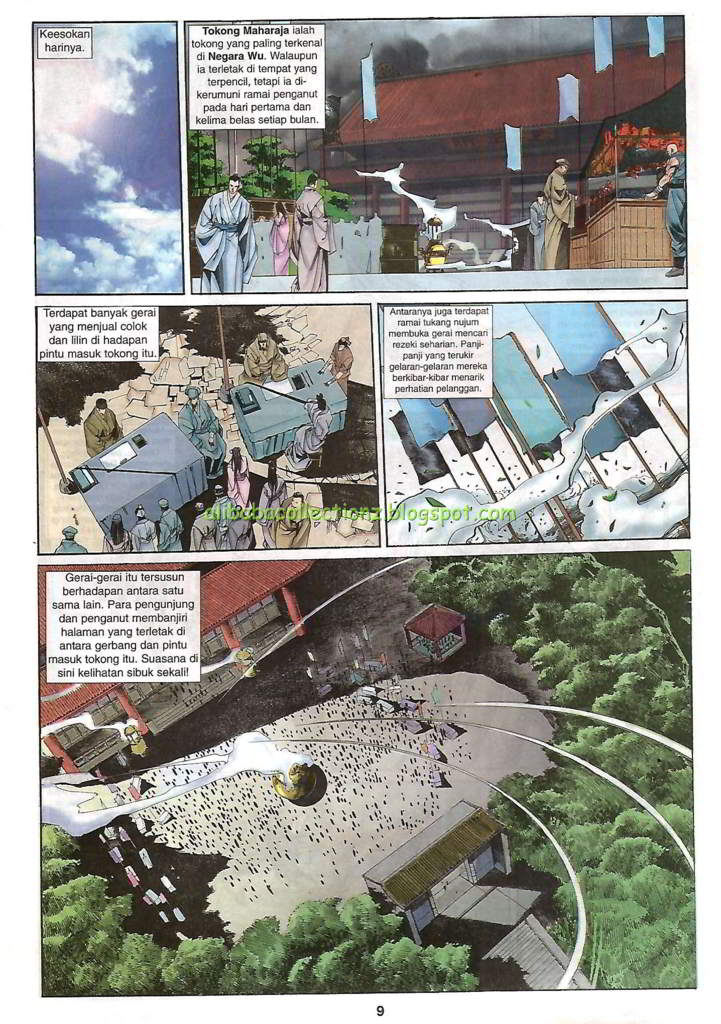 Keesokan
harinya.
Tokong Maharaja ialah
tokong yang paling terkenal
di Negara Wu. Walaupun
ia terletak di tempat yang
terpencil, tetapi ia di-
kerumuni ramai penganut
pada hari pertama dan
kelima belas setiap bulan.
Terdapat banyak gerai
yang menjual colok
dan lilin di hadapan
pintu masuk tokong itu.
Antaranya juga terdapat
ramai tukang nujum
membuka gerai mencari
rezeki seharian. Panji-
panji yang terukir
gelaran-gelaran mereka
berkibar-kibar menarik
perhatian pelanggan.
alibabacollectionz.blogspot.com
Gerai-gerai itu tersusun
berhadapan antara satu
sama lain. Para pengunjung
dan penganut membanjiri
halaman yang terletak di
antara gerbang dan pintu
masuk tokong itu. Suasana di
sini kelihatan sibuk sekali!
9